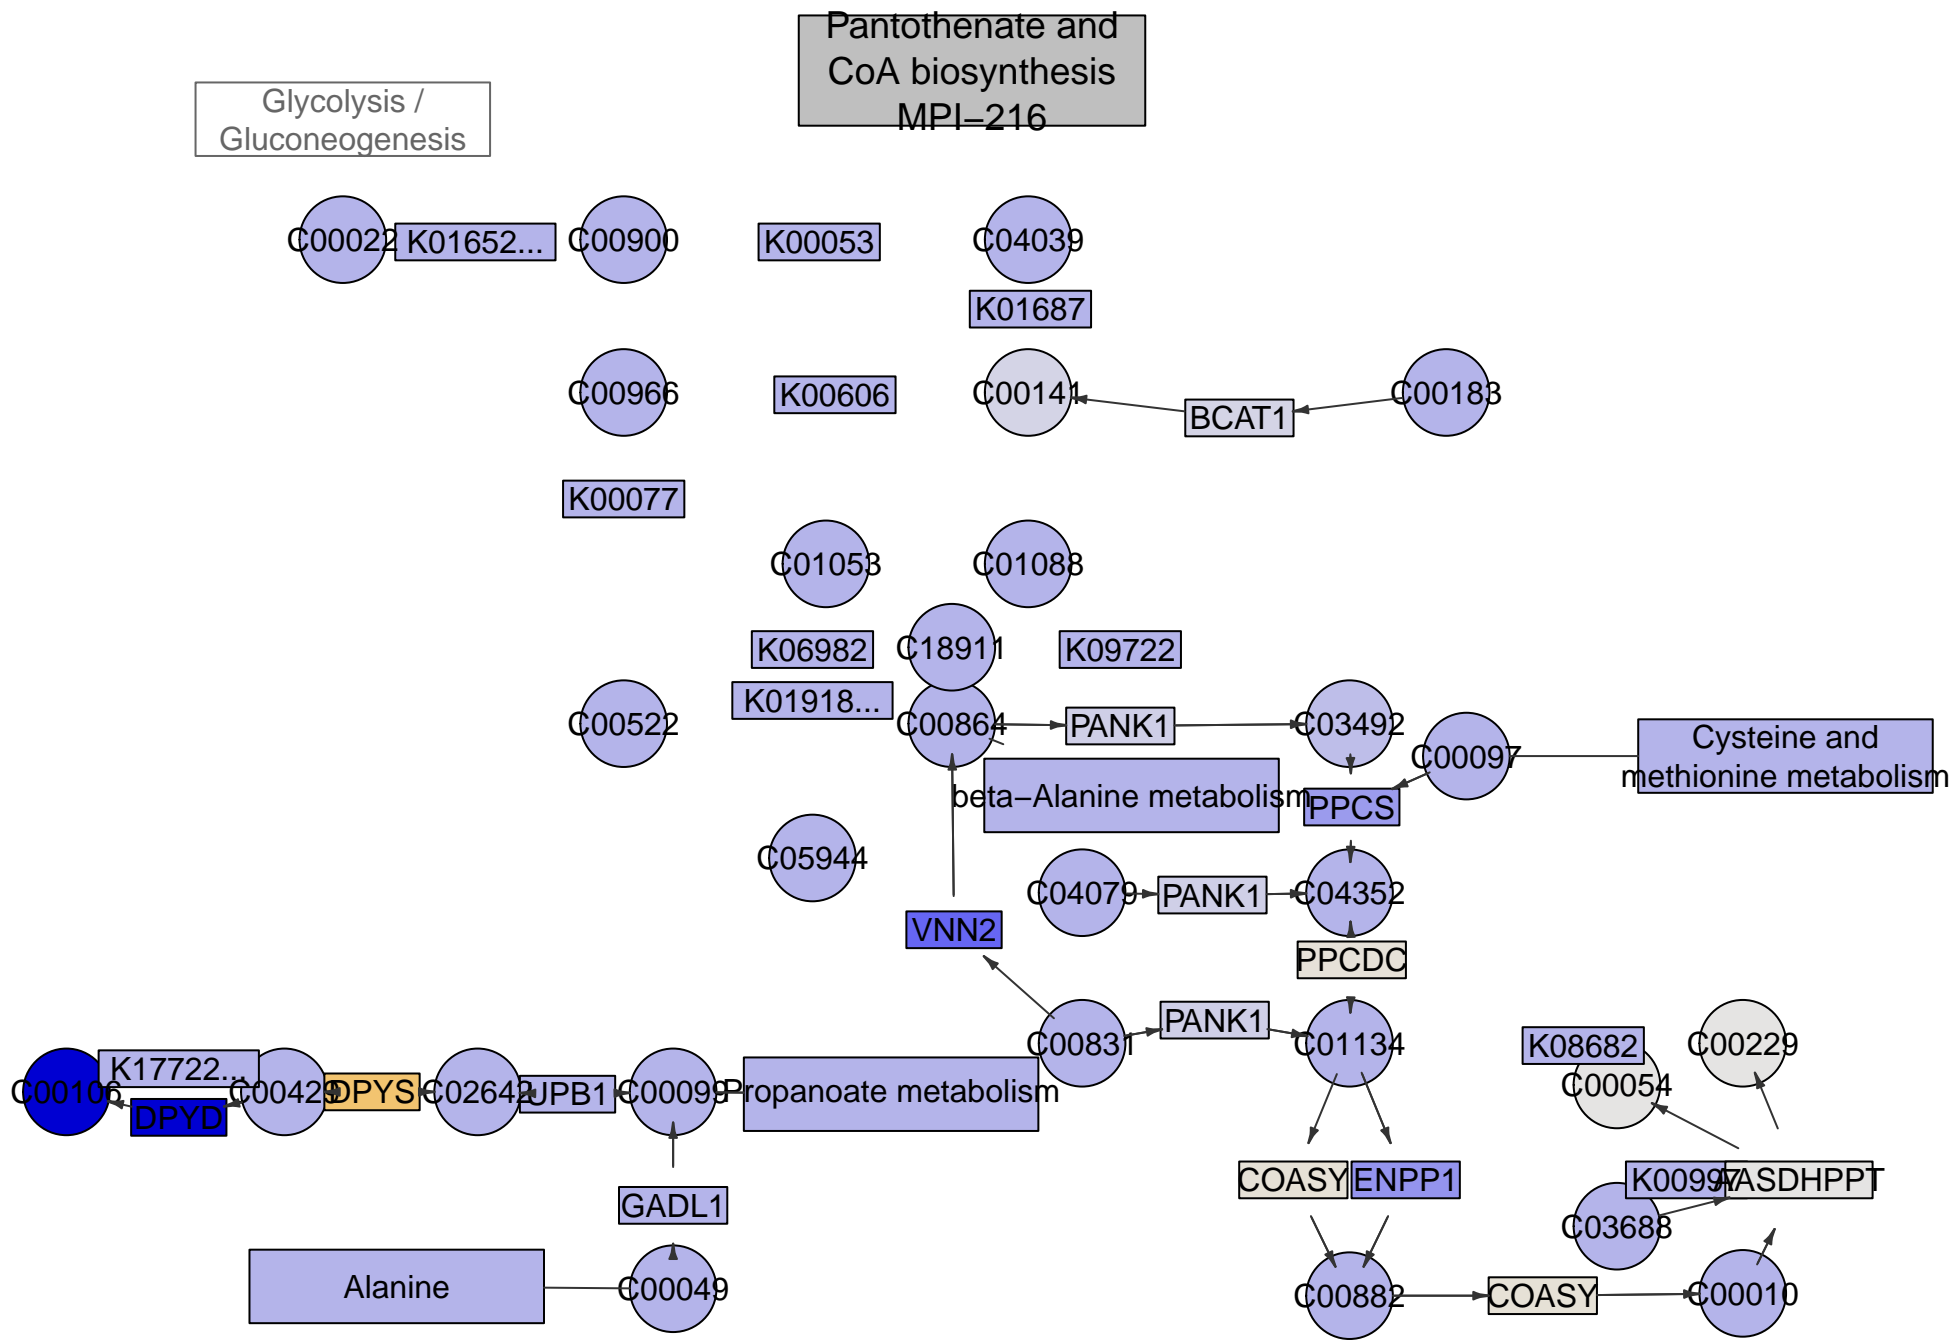 Pantothenate and
CoA biosynthesis
MPI−216
Glycolysis /
Gluconeogenesis
C00022
K01652...
C00900
K00053
C04039
K01687
C00966
K00606
C00141
BCAT1
C00183
K00077
C01053
C01088
K06982
C18911
K09722
K01918...
C00522
C00864
PANK1
C03492
C00097
Cysteine and
methionine metabolism
beta−Alanine metabolism
PPCS
C05944
C04079
PANK1
C04352
VNN2
PPCDC
C00831
PANK1
C01134
K08682
C00229
C00054
C00106
K17722...
DPYD
C00429
DPYS
C02642
UPB1
C00099
Propanoate metabolism
COASY
ENPP1
K00997
AASDHPPT
GADL1
C03688
Alanine
C00049
C00882
COASY
C00010